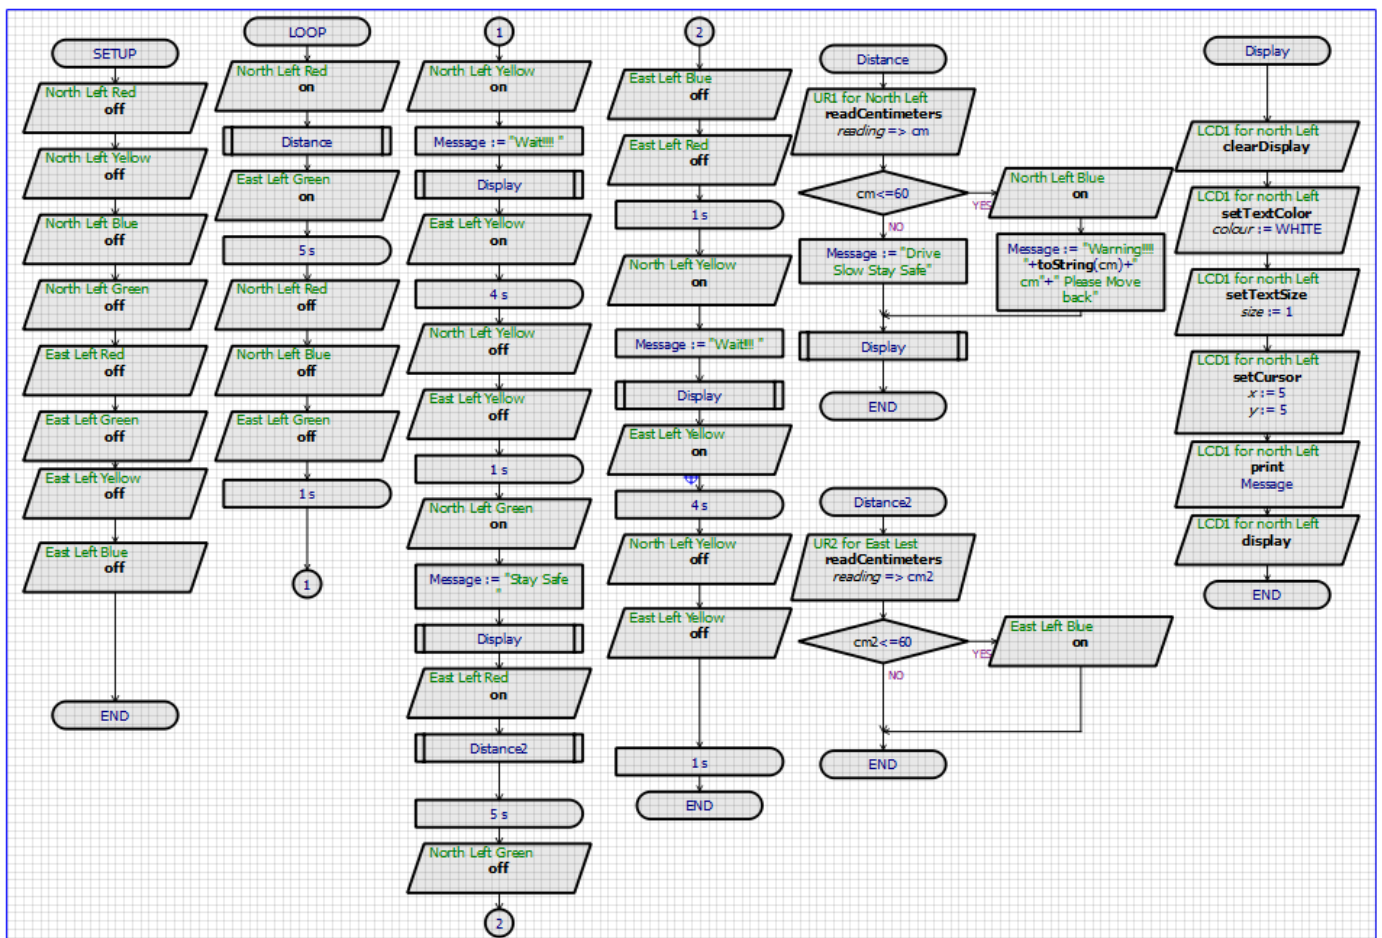 SETUP
North Left Red
off
North Left Yellow
off
North Left Blue
off
North Left Green
off
East Left Red
off
East Left Green
off
East Left Yellow
off
East Left Blue
off
END
LOOP
North Left Red
on
Distance
East Left Green
on
5 s
North Left Red
off
North Left Blue
off
East Left Green
off
1 s
1
1
North Left Yellow
on
Message := "Wait!!!! "
Display
East Left Yellow
on
4 s
North Left Yellow
off
East Left Yellow
off
1 s
North Left Green
on
Message := "Stay Safe
"
Display
East Left Red
on
Distance2
5 s
North Left Green
off
2
2
East Left Blue
off
East Left Red
off
1 s
North Left Yellow
on
Message := "Wait!!!! "
Display
East Left Yellow
on
4 s
North Left Yellow
off
East Left Yellow
off
1 s
END
Distance
UR1 for North Left
readCentimeters
reading => cm
cm<=60
YES
NO
North Left Blue
on
Message := "Drive
Slow Stay Safe"
Message := "Warning!!!!
"+toString(cm)+"
cm"+" Please Move
back"
Display
END
Distance2
UR2 for East Lest
readCentimeters
reading => cm2
cm2<=60
YES
NO
East Left Blue
on
END
Display
LCD1 for north Left
clearDisplay
LCD1 for north Left
setTextColor
colour := WHITE
LCD1 for north Left
setTextSize
size := 1
LCD1 for north Left
setCursor
x := 5
y := 5
LCD1 for north Left
print
Message
LCD1 for north Left
display
END